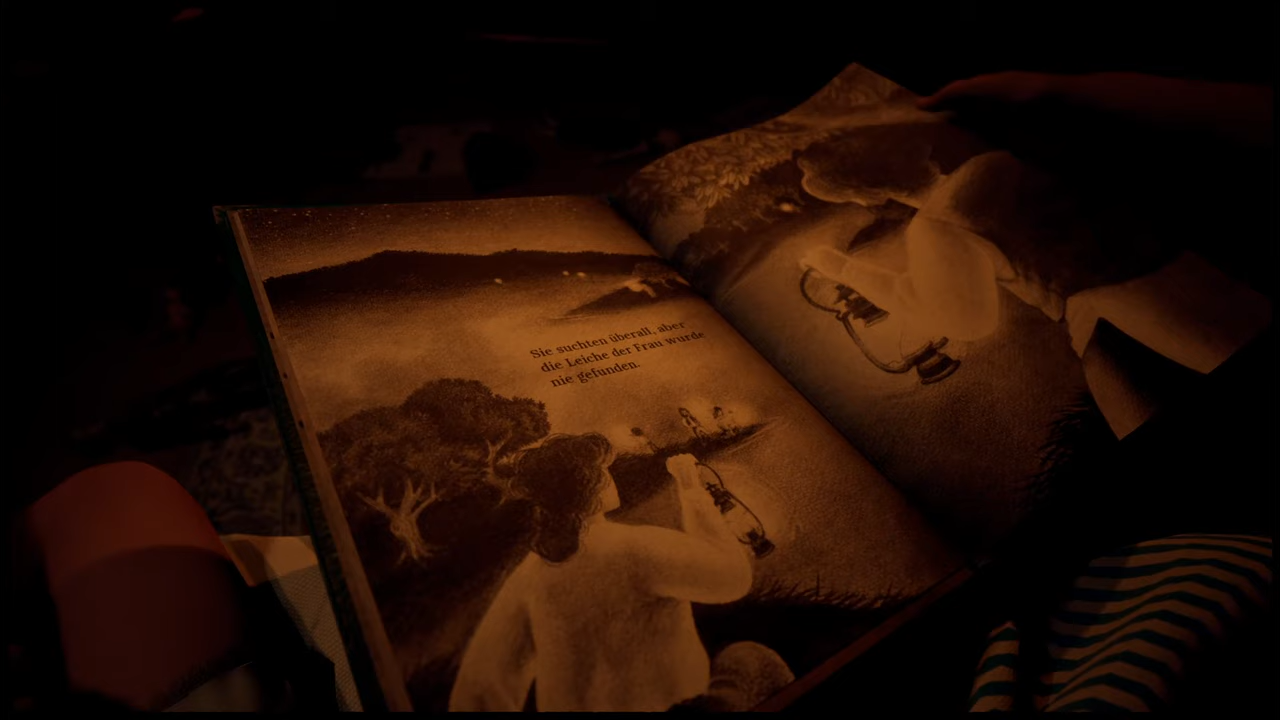 Sie suchten überall, aber
die Leiche der Frau wurde
nie gefunden.